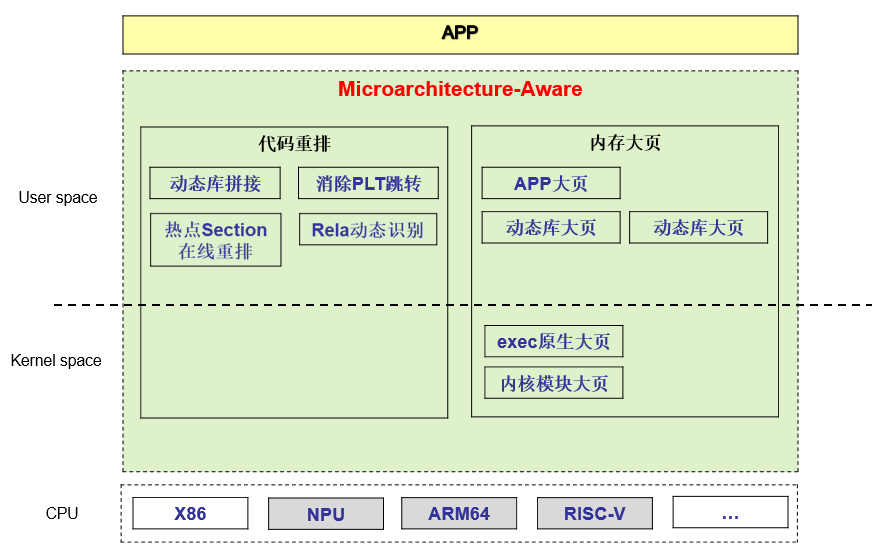 APP
Microarchitecture-Aware
代码重排
内存大页
动态库拼接
消除PLT跳转
APP大页
User space
热点Section
在线重排
Rela动态识别
动态库大页
动态库大页
exec原生大页
Kernel space
内核模块大页
CPU
X86
NPU
ARM64
RISC-V
…